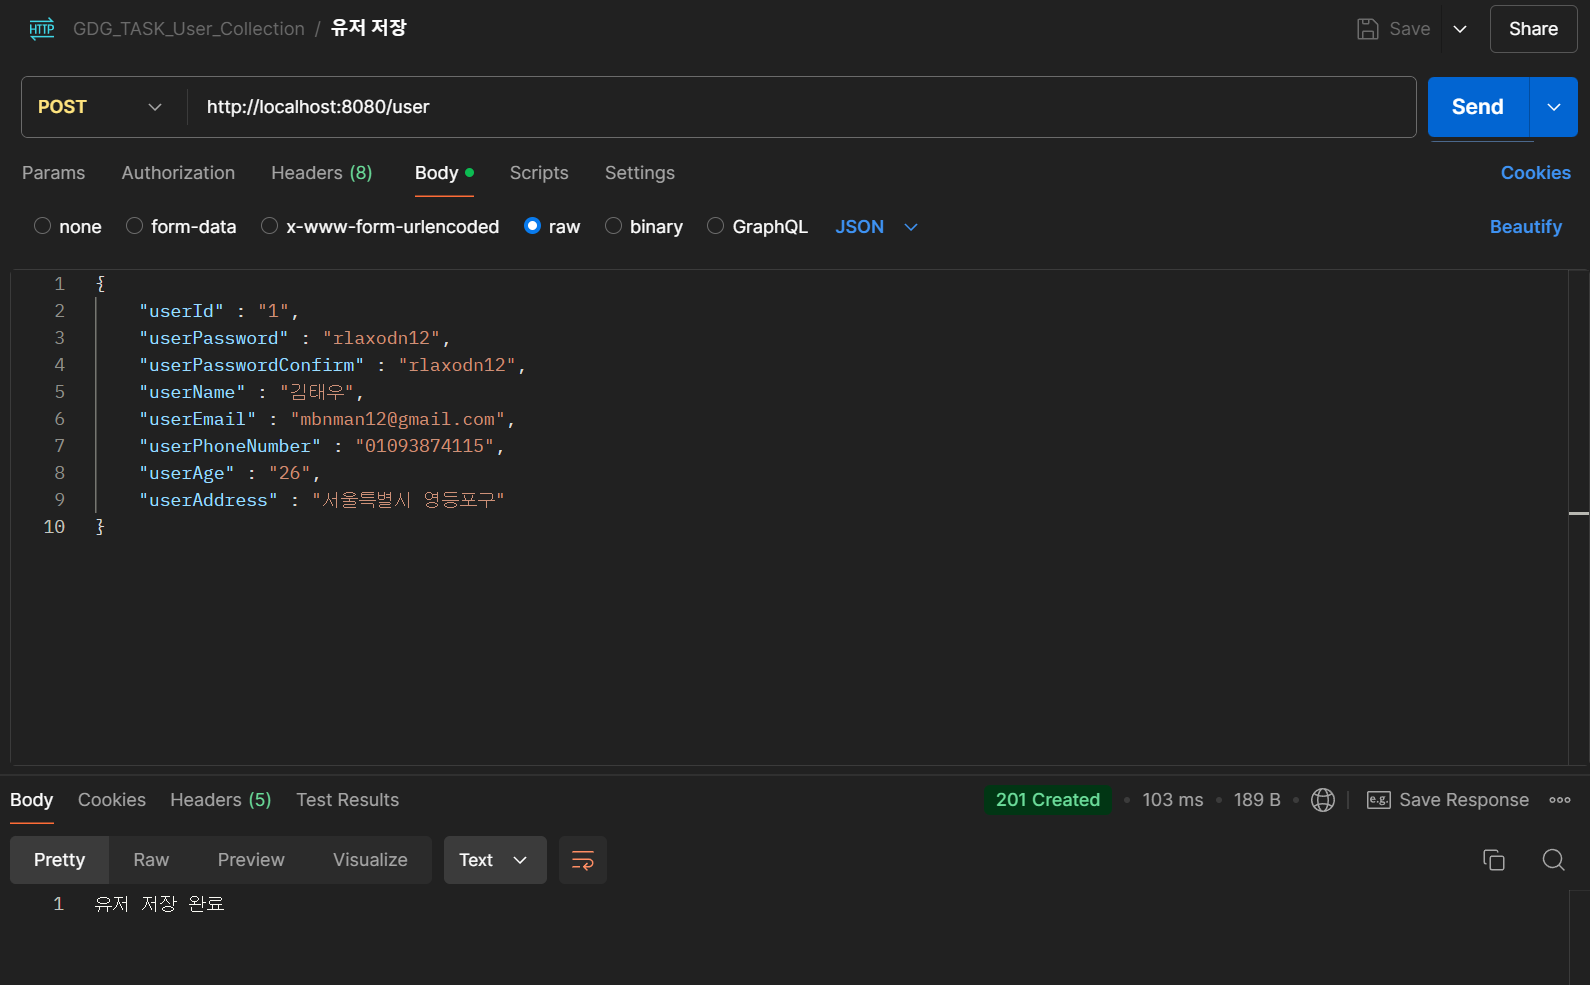 HTTP GDG_TASK_User_Collection / 유저 저장 Save Share
POST http://localhost:8080/user Send
Params Authorization Headers (8) Body Scripts Settings Cookies
none form-data x-www-form-urlencoded raw binary GraphQL JSON Beautify
1 {
2 "userId" : "1",
3 "userPassword" : "rlaxodn12",
4 "userPasswordConfirm" : "rlaxodn12",
5 "userName" : "김태우",
6 "userEmail" : "mbnman12@gmail.com",
7 "userPhoneNumber" : "01093874115",
8 "userAge" : "26",
9 "userAddress" : "서울특별시 영등포구"
10 }
Body Cookies Headers (5) Test Results 201 Created • 103 ms • 189 B • e.g. Save Response
Pretty Raw Preview Visualize Text
1 유저 저장 완료